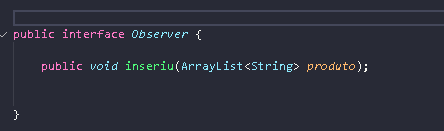 public interface Observer {
public void inseriu(ArrayList<String> produto);
}